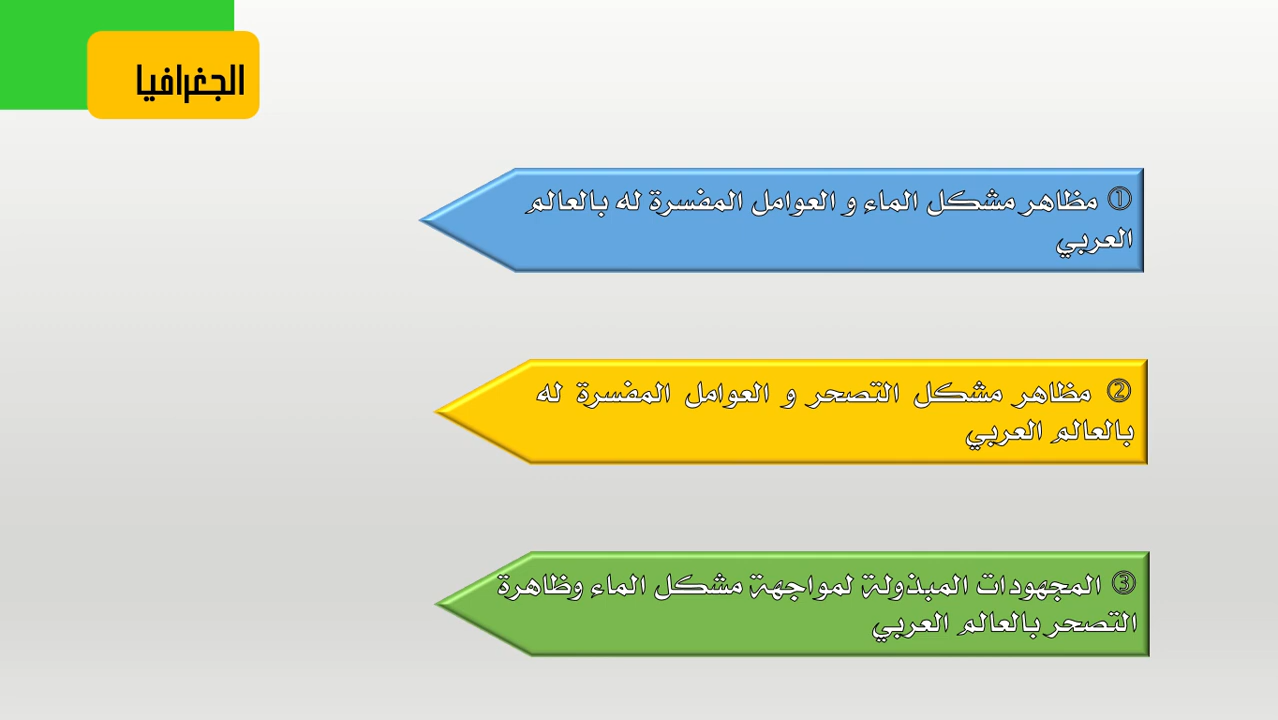 الجغرافيا
① مظاهر مشكل الماء و العوامل المفسرة له بالعالم
العربي
② مظاهر مشكل التصحر و العوامل المفسرة له
بالعالم العربي
③ المجهودات المبذولة لمواجهة مشكل الماء وظاهرة
التصحر بالعالم العربي